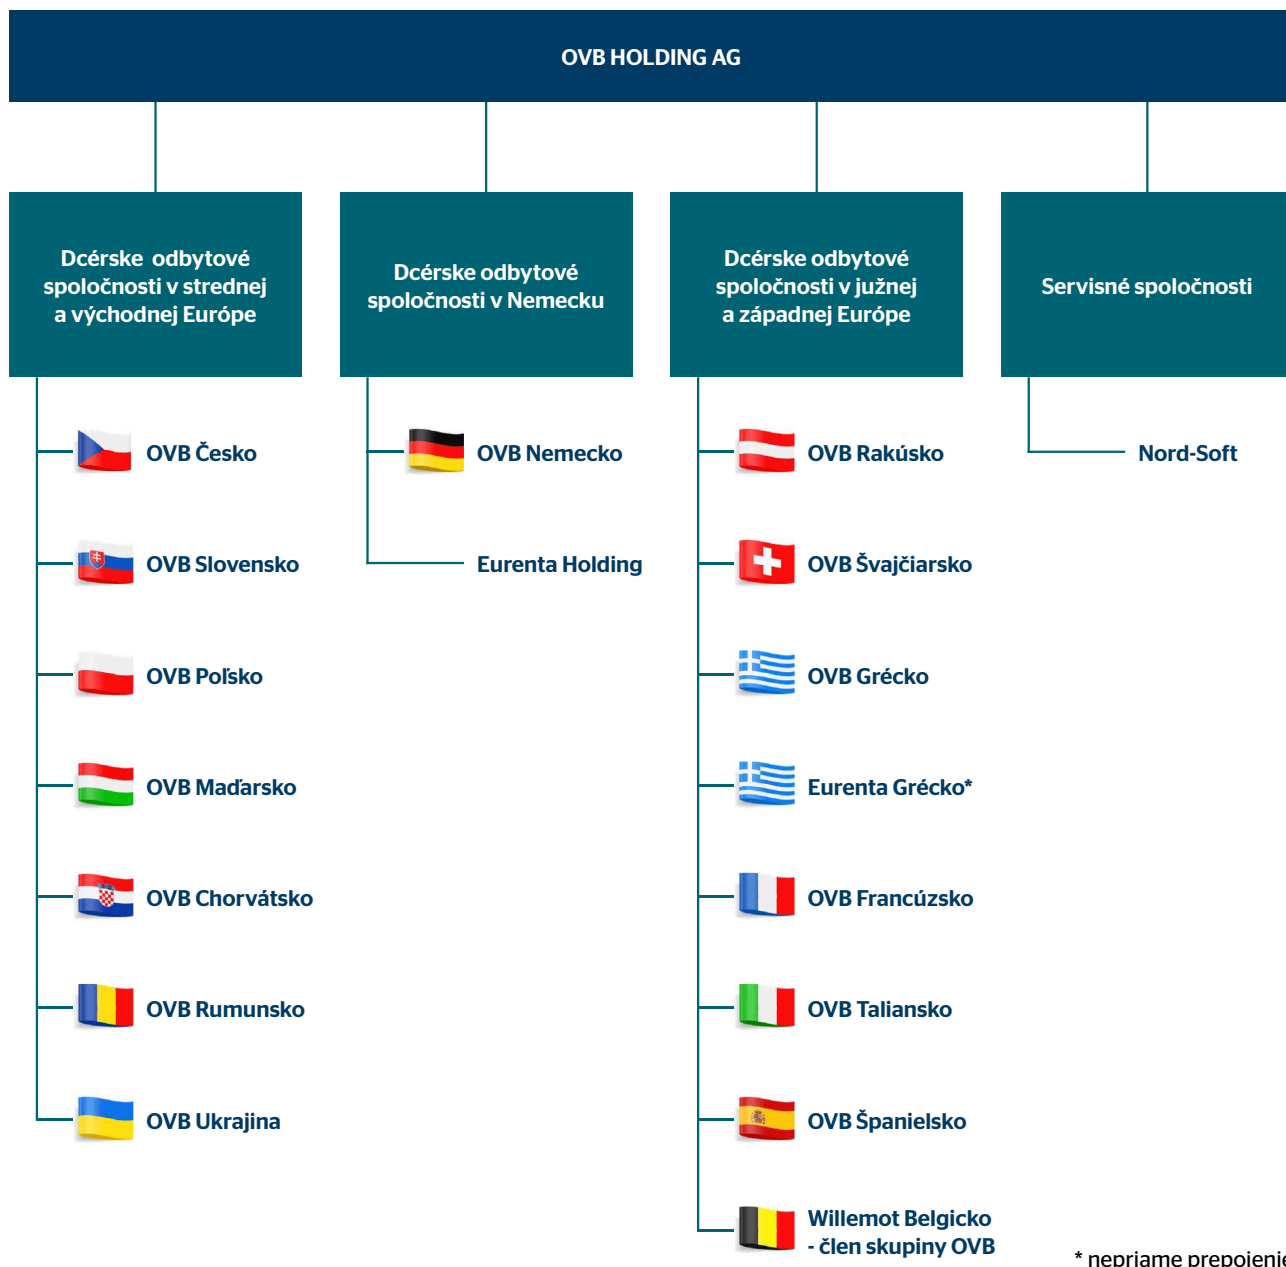 OVB HOLDING AG
Dcérske odbytové
spoločnosti v strednej
a východnej Európe
Dcérske odbytové
spoločnosti v Nemecku
Dcérske odbytové
spoločnosti v južnej
a západnej Európe
Servisné spoločnosti
OVB Česko
OVB Slovensko
OVB Poľsko
OVB Maďarsko
OVB Chorvátsko
OVB Rumunsko
OVB Ukrajina
OVB Nemecko
Eurenta Holding
OVB Rakúsko
OVB Švajčiarsko
OVB Grécko
Eurenta Grécko*
OVB Francúzsko
OVB Taliansko
OVB Španielsko
Willemot Belgicko
- člen skupiny OVB
Nord-Soft
* nepriame prepojenie